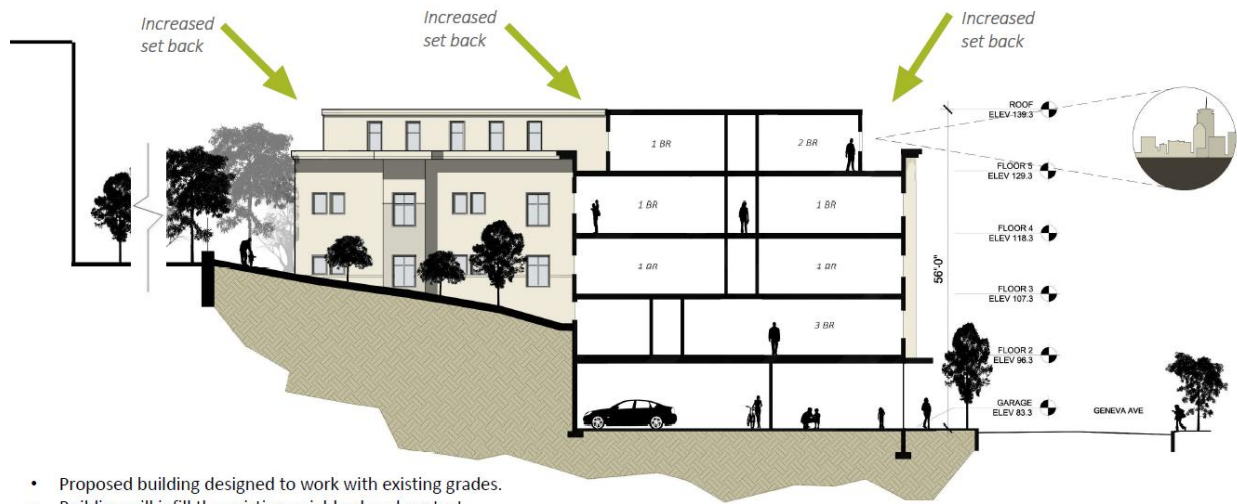 Increased
set back
Increased
set back
Increased
set back
ROOF
ELEV 139.3
1 BR
2 BR
FLOOR 5
ELEV 129.3
1 BR
1 BR
FLOOR 4
ELEV 118.3
1 BR
1 BR
56'-0"
FLOOR 3
ELEV 107.3
3 BR
FLOOR 2
ELEV 96.3
GARAGE
ELEV 83.3
GENEVA AVE
• Proposed building designed to work with existing grades.